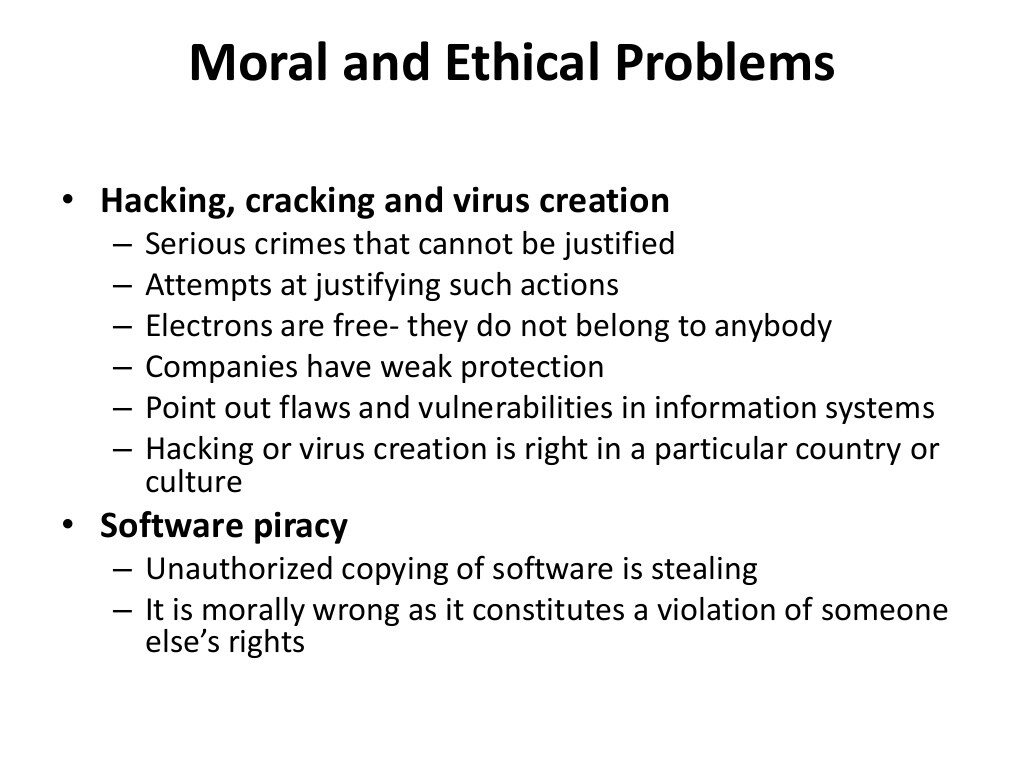 Moral and Ethical Problems
• Hacking, cracking and virus creation
– Serious crimes that cannot be justified
– Attempts at justifying such actions
– Electrons are free- they do not belong to anybody
– Companies have weak protection
– Point out flaws and vulnerabilities in information systems
– Hacking or virus creation is right in a particular country or
culture
• Software piracy
– Unauthorized copying of software is stealing
– It is morally wrong as it constitutes a violation of someone
else’s rights